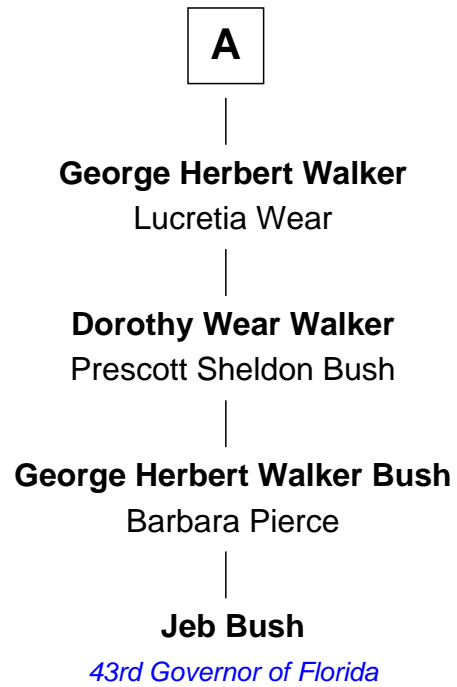 A
George Herbert Walker
Lucretia Wear
Dorothy Wear Walker
Prescott Sheldon Bush
George Herbert Walker Bush
Barbara Pierce
Jeb Bush
43rd Governor of Florida